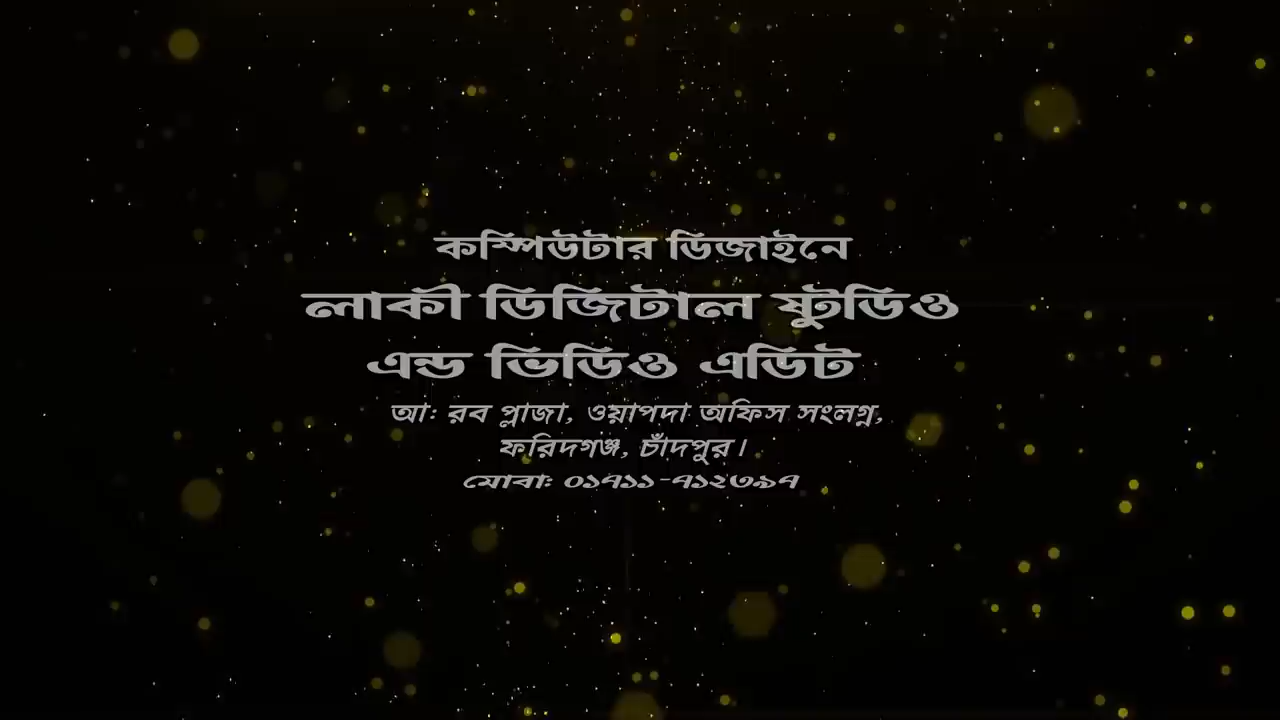 কম্পিউটার ডিজাইনে
লাকী ডিজিটাল ষ্টুডিও
এন্ড ভিডিও এডিট
আঃ রব প্লাজা, ওয়াপদা অফিস সংলগ্ন,
ফরিদগঞ্জ, চাঁদপুর।
মোবাঃ ০১৭১১-৭১২৩৯৭